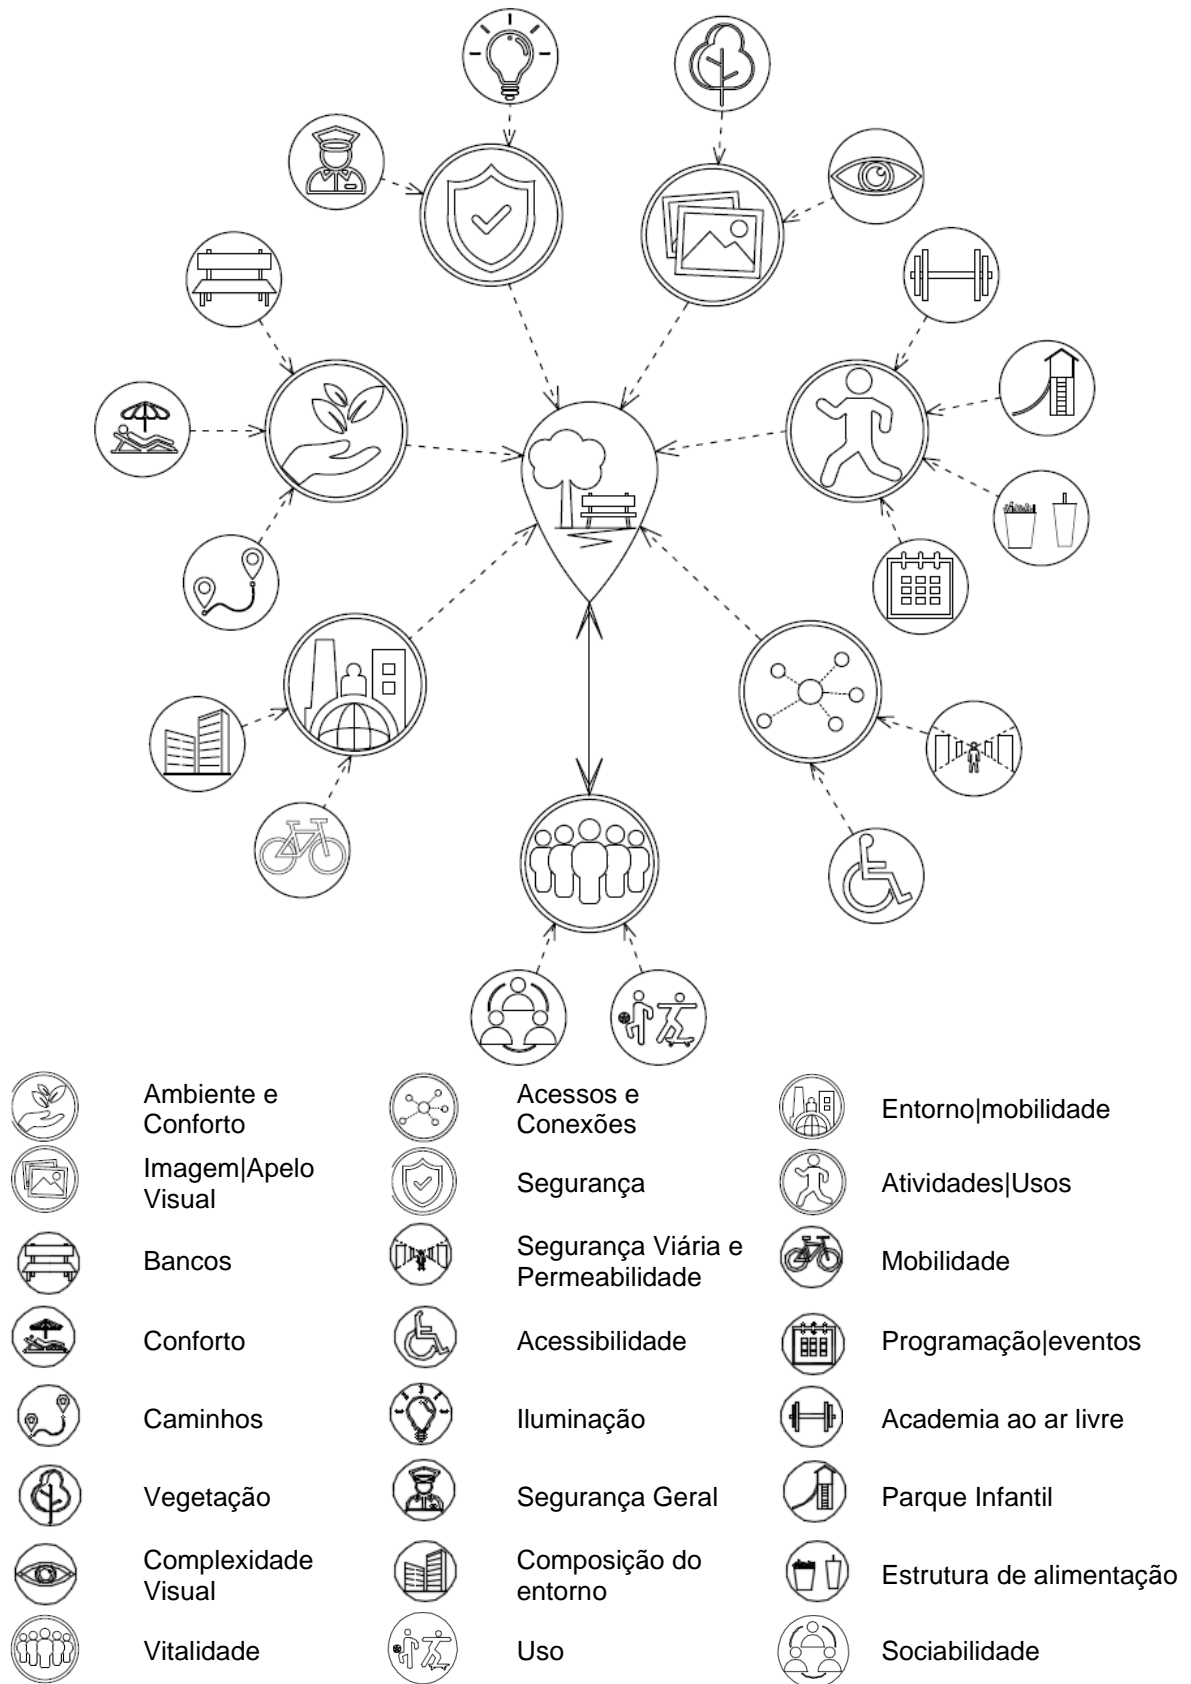 Ambiente e
Conforto
Acessos e
Conexões
Entorno|mobilidade
Imagem|Apelo
Visual
Segurança
Atividades|Usos
Bancos
Segurança Viária e
Permeabilidade
Mobilidade
Conforto
Acessibilidade
Programação|eventos
Caminhos
Iluminação
Academia ao ar livre
Vegetação
Segurança Geral
Parque Infantil
Complexidade
Visual
Composição do
entorno
Estrutura de alimentação
Vitalidade
Uso
Sociabilidade